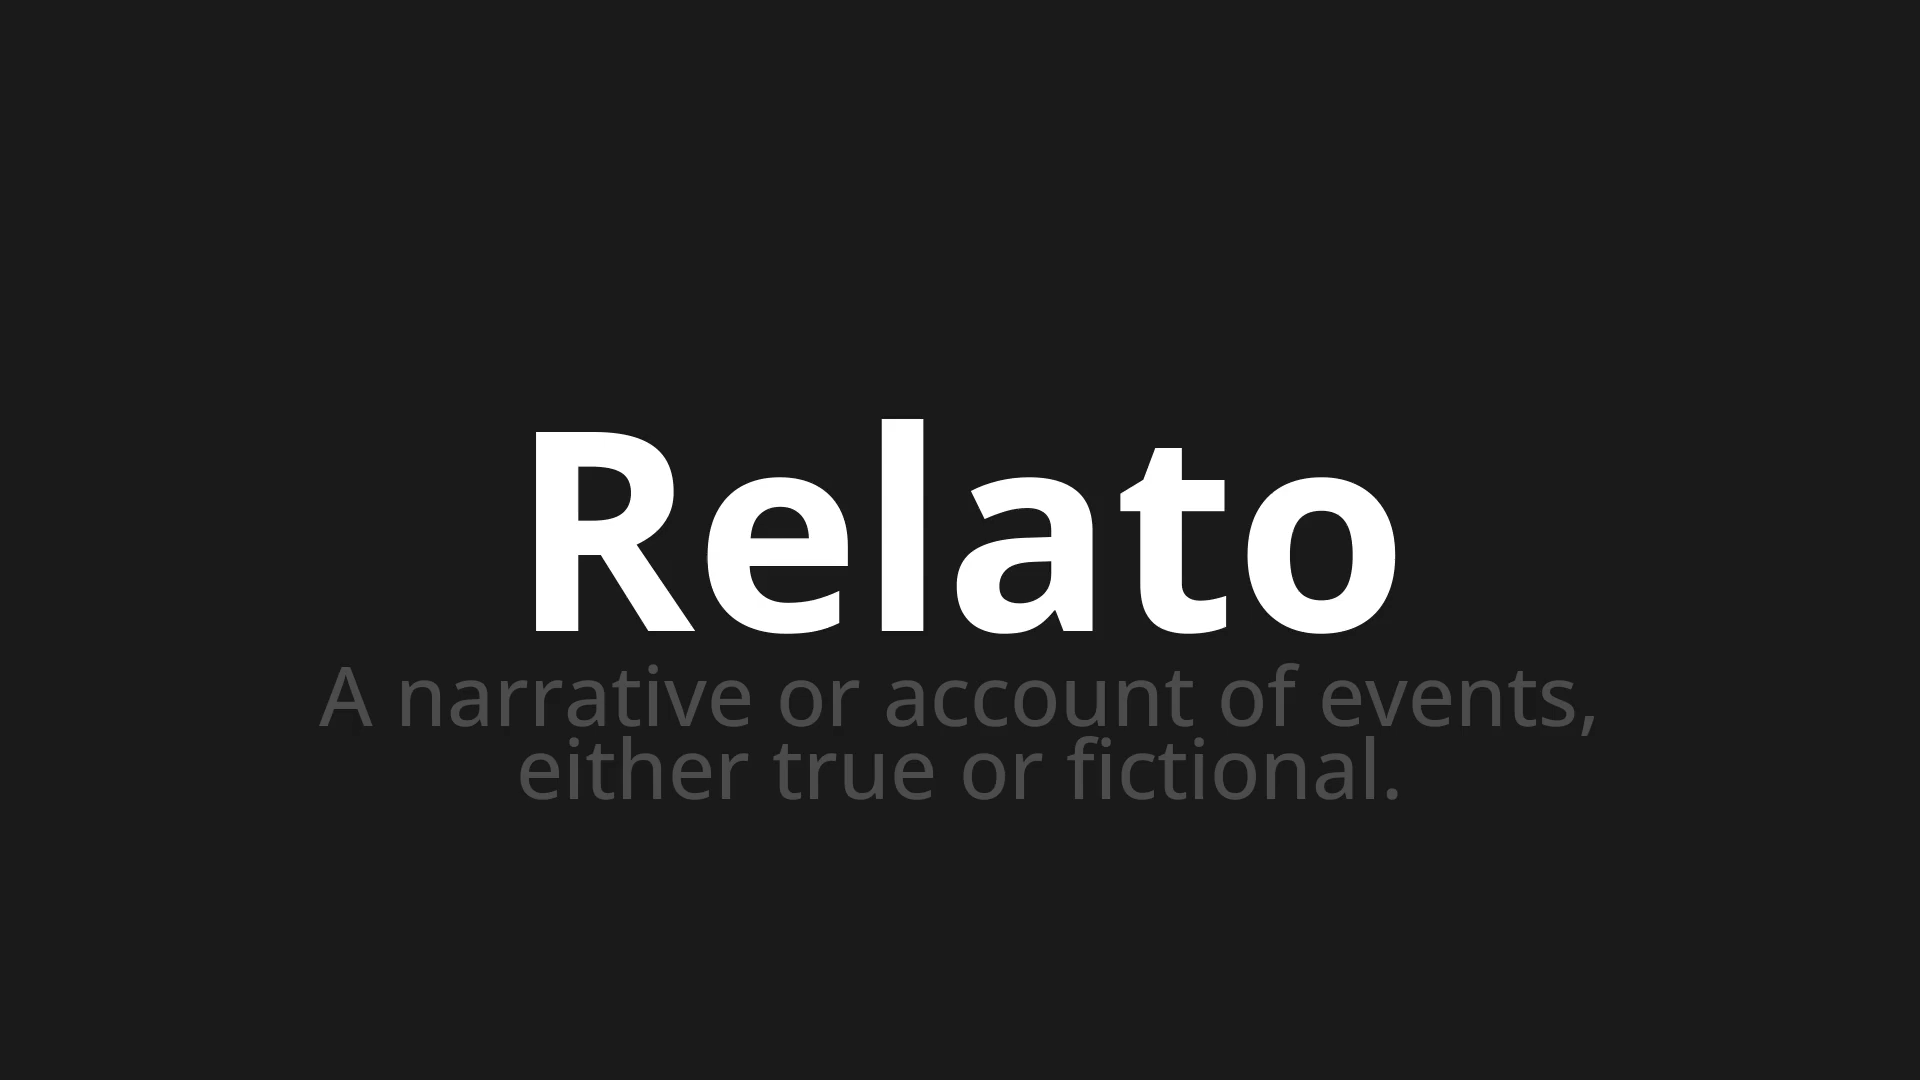 Relato
A narrative or account of events,
either true or fictional.